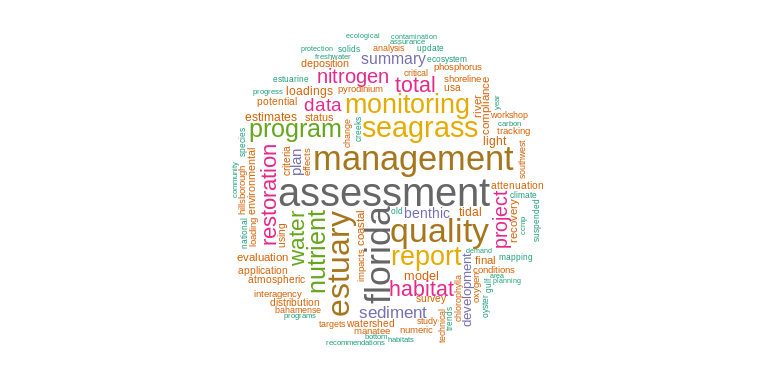 ecological
contamination
assurance
protection
solids
analysis
update
freshwater
summary
ecosystem
deposition
phosphorus
critical
estuarine
nitrogen
total
shoreline
progress
loadings
pyrodinium
usa
potential
data
monitoring
river
compliance
year
estimates
status
workshop
carbon
program
seagrass
tracking
change
creeks
species
light
restoration
environmental
criteria
plan
effects
management
southwest
community
hillsborough
attenuation
assessment
climate
national
loading
using
water
nutrient
estuary
coastal
florida
old
benthic
tidal
project
recovery
ccmp
suspended
quality
impacts
evaluation
report
demand
final
mapping
application
conditions
area
atmospheric
model
planning
habitat
development
chlorophylla
oxygen
gulf
oyster
interagency
distribution
survey
bahamense
sediment
programs
targets
watershed
study
numeric
technical
trends
manatee
bottom
habitats
recommendations